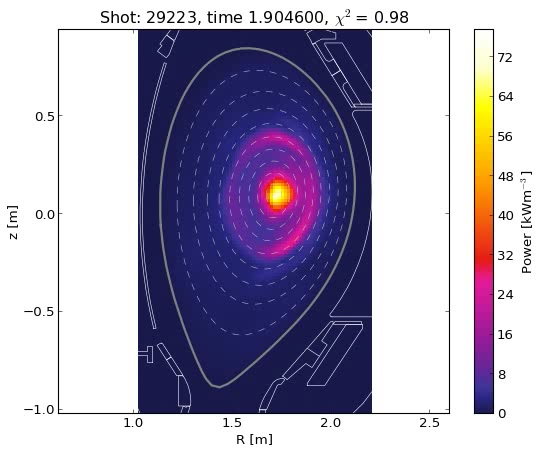 Shot: 29223, time 1.904600, χ² = 0.98
0.5
0.0
−0.5
−1.0
z [m]
1.0 1.5 2.0 2.5
R [m]
72
64
56
48
40
32
24
16
8
0
Power [kWm⁻³]